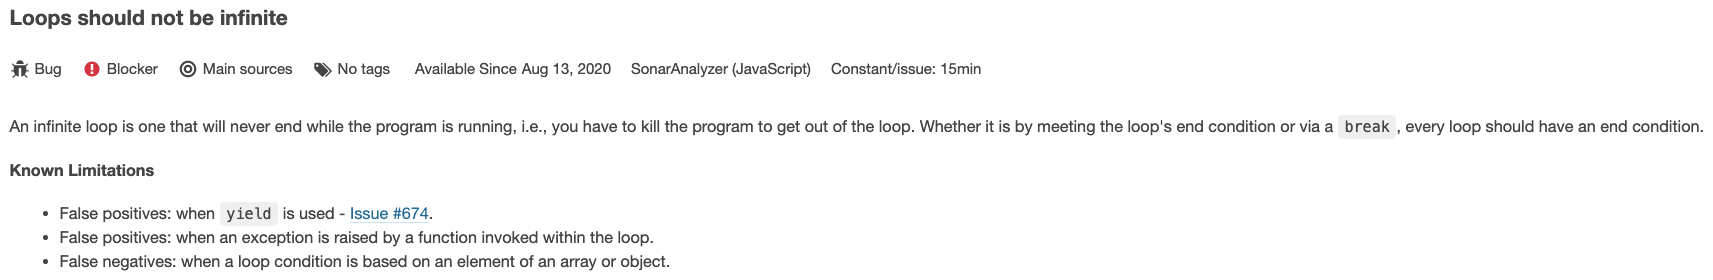 Loops should not be infinite
Bug Blocker Main sources No tags Available Since Aug 13, 2020 SonarAnalyzer (JavaScript) Constant/issue: 15min
An infinite loop is one that will never end while the program is running, i.e., you have to kill the program to get out of the loop. Whether it is by meeting the loop's end condition or via a break , every loop should have an end condition.
Known Limitations
• False positives: when yield is used - Issue #674.
• False positives: when an exception is raised by a function invoked within the loop.
• False negatives: when a loop condition is based on an element of an array or object.